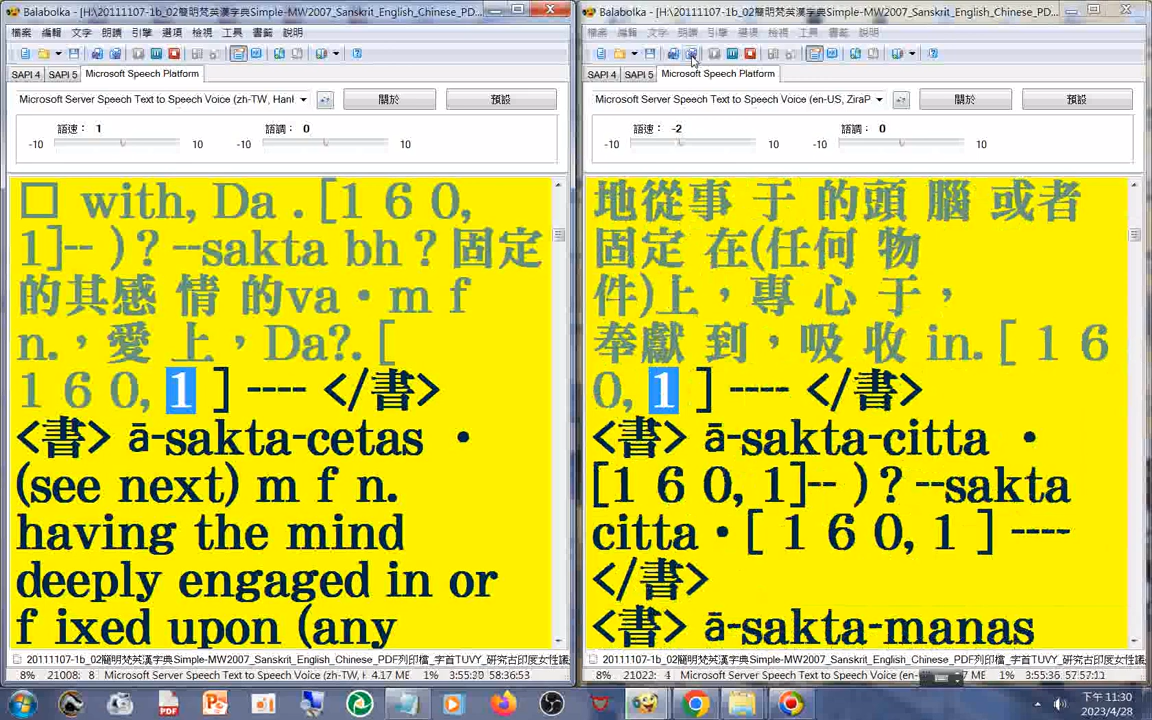 Balabolka - [H:\20111107-1b_02簡明梵英漢字典Simple-MW2007_Sanskrit_English_Chinese_PD...
檔案 編輯 文字 朗讀 引擎 選項 檢視 工具 書籤 說明
SAPI 4 SAPI 5 Microsoft Speech Platform
Microsoft Server Speech Text to Speech Voice (zh-TW, Hanl
關於 預設
語速： 1 語調： 0
-10 10 -10 10
□ with, Da . [1 6 0,
1]-- ) ? --sakta bh ? 固定
的其感 情 的va • m f
n. , 愛 上 , Da?. [
1 6 0, 1 ] ---- </書>
<書> ā-sakta-cetas •
(see next) m f n.
having the mind
deeply engaged in or
f ixed upon (any
20111107-1b_02簡明梵英漢字典Simple-MW2007_Sanskrit_English_Chinese_PDF列印檔_字首TUVY_研究古印度女性議
8% 21008: 8 Microsoft Server Speech Text to Speech Voice (zh-TW, H 4.17 ME 1% 3:55:30 58:36:53
Balabolka - [H:\20111107-1b_02簡明梵英漢字典Simple-MW2007_Sanskrit_English_Chinese_PD...
檔案 編輯 文字 朗讀 引擎 選項 檢視 工具 書籤 說明
SAPI 4 SAPI 5 Microsoft Speech Platform
Microsoft Server Speech Text to Speech Voice (en-US, ZiraP
關於 預設
語速： -2 語調： 0
-10 10 -10 10
地從事 于 的頭 腦 或者
固定 在(任何 物
件)上 , 專 心 于 ,
奉獻 到 , 吸 收 in. [ 1 6
0, 1 ] ---- </書>
<書> ā-sakta-citta •
[1 6 0, 1]-- ) ? --sakta
citta • [ 1 6 0, 1 ] ----
</書>
<書> ā-sakta-manas
20111107-1b_02簡明梵英漢字典Simple-MW2007_Sanskrit_English_Chinese_PDF列印檔_字首TUVY_研究古印度女性議
8% 21022: 4 Microsoft Server Speech Text to Speech 4.17 ME 1% 3:55:36 57:57:11
下午 11:30
2023/4/28